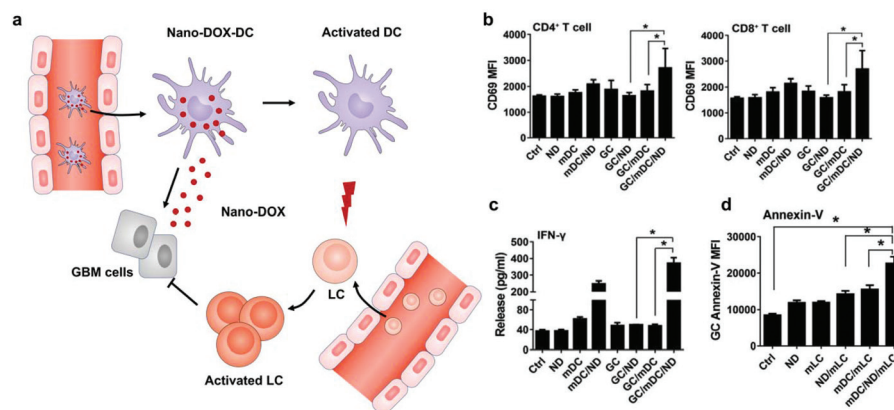 a
Nano-DOX-DC
Activated DC
Nano-DOX
GBM cells
LC
Activated LC
b
CD4⁺ T cell
CD69 MFI
4000
3000
2000
1000
0
Ctrl
ND
mDC
mDC/ND
GC
GC/ND
GC/mDC
GC/mDC/ND
*
*
CD8⁺ T cell
CD69 MFI
4000
3000
2000
1000
0
Ctrl
ND
mDC
mDC/ND
GC
GC/ND
GC/mDC
GC/mDC/ND
*
*
c
IFN-γ
Release (pg/ml)
500
400
300
200
80
40
0
Ctrl
ND
mDC
mDC/ND
GC
GC/ND
GC/mDC
GC/mDC/ND
*
*
d
Annexin-V
GC Annexin-V MFI
30000
20000
10000
0
Ctrl
ND
mLC
ND/mLC
mDC/mLC
mDC/ND/mLC
*
*
*